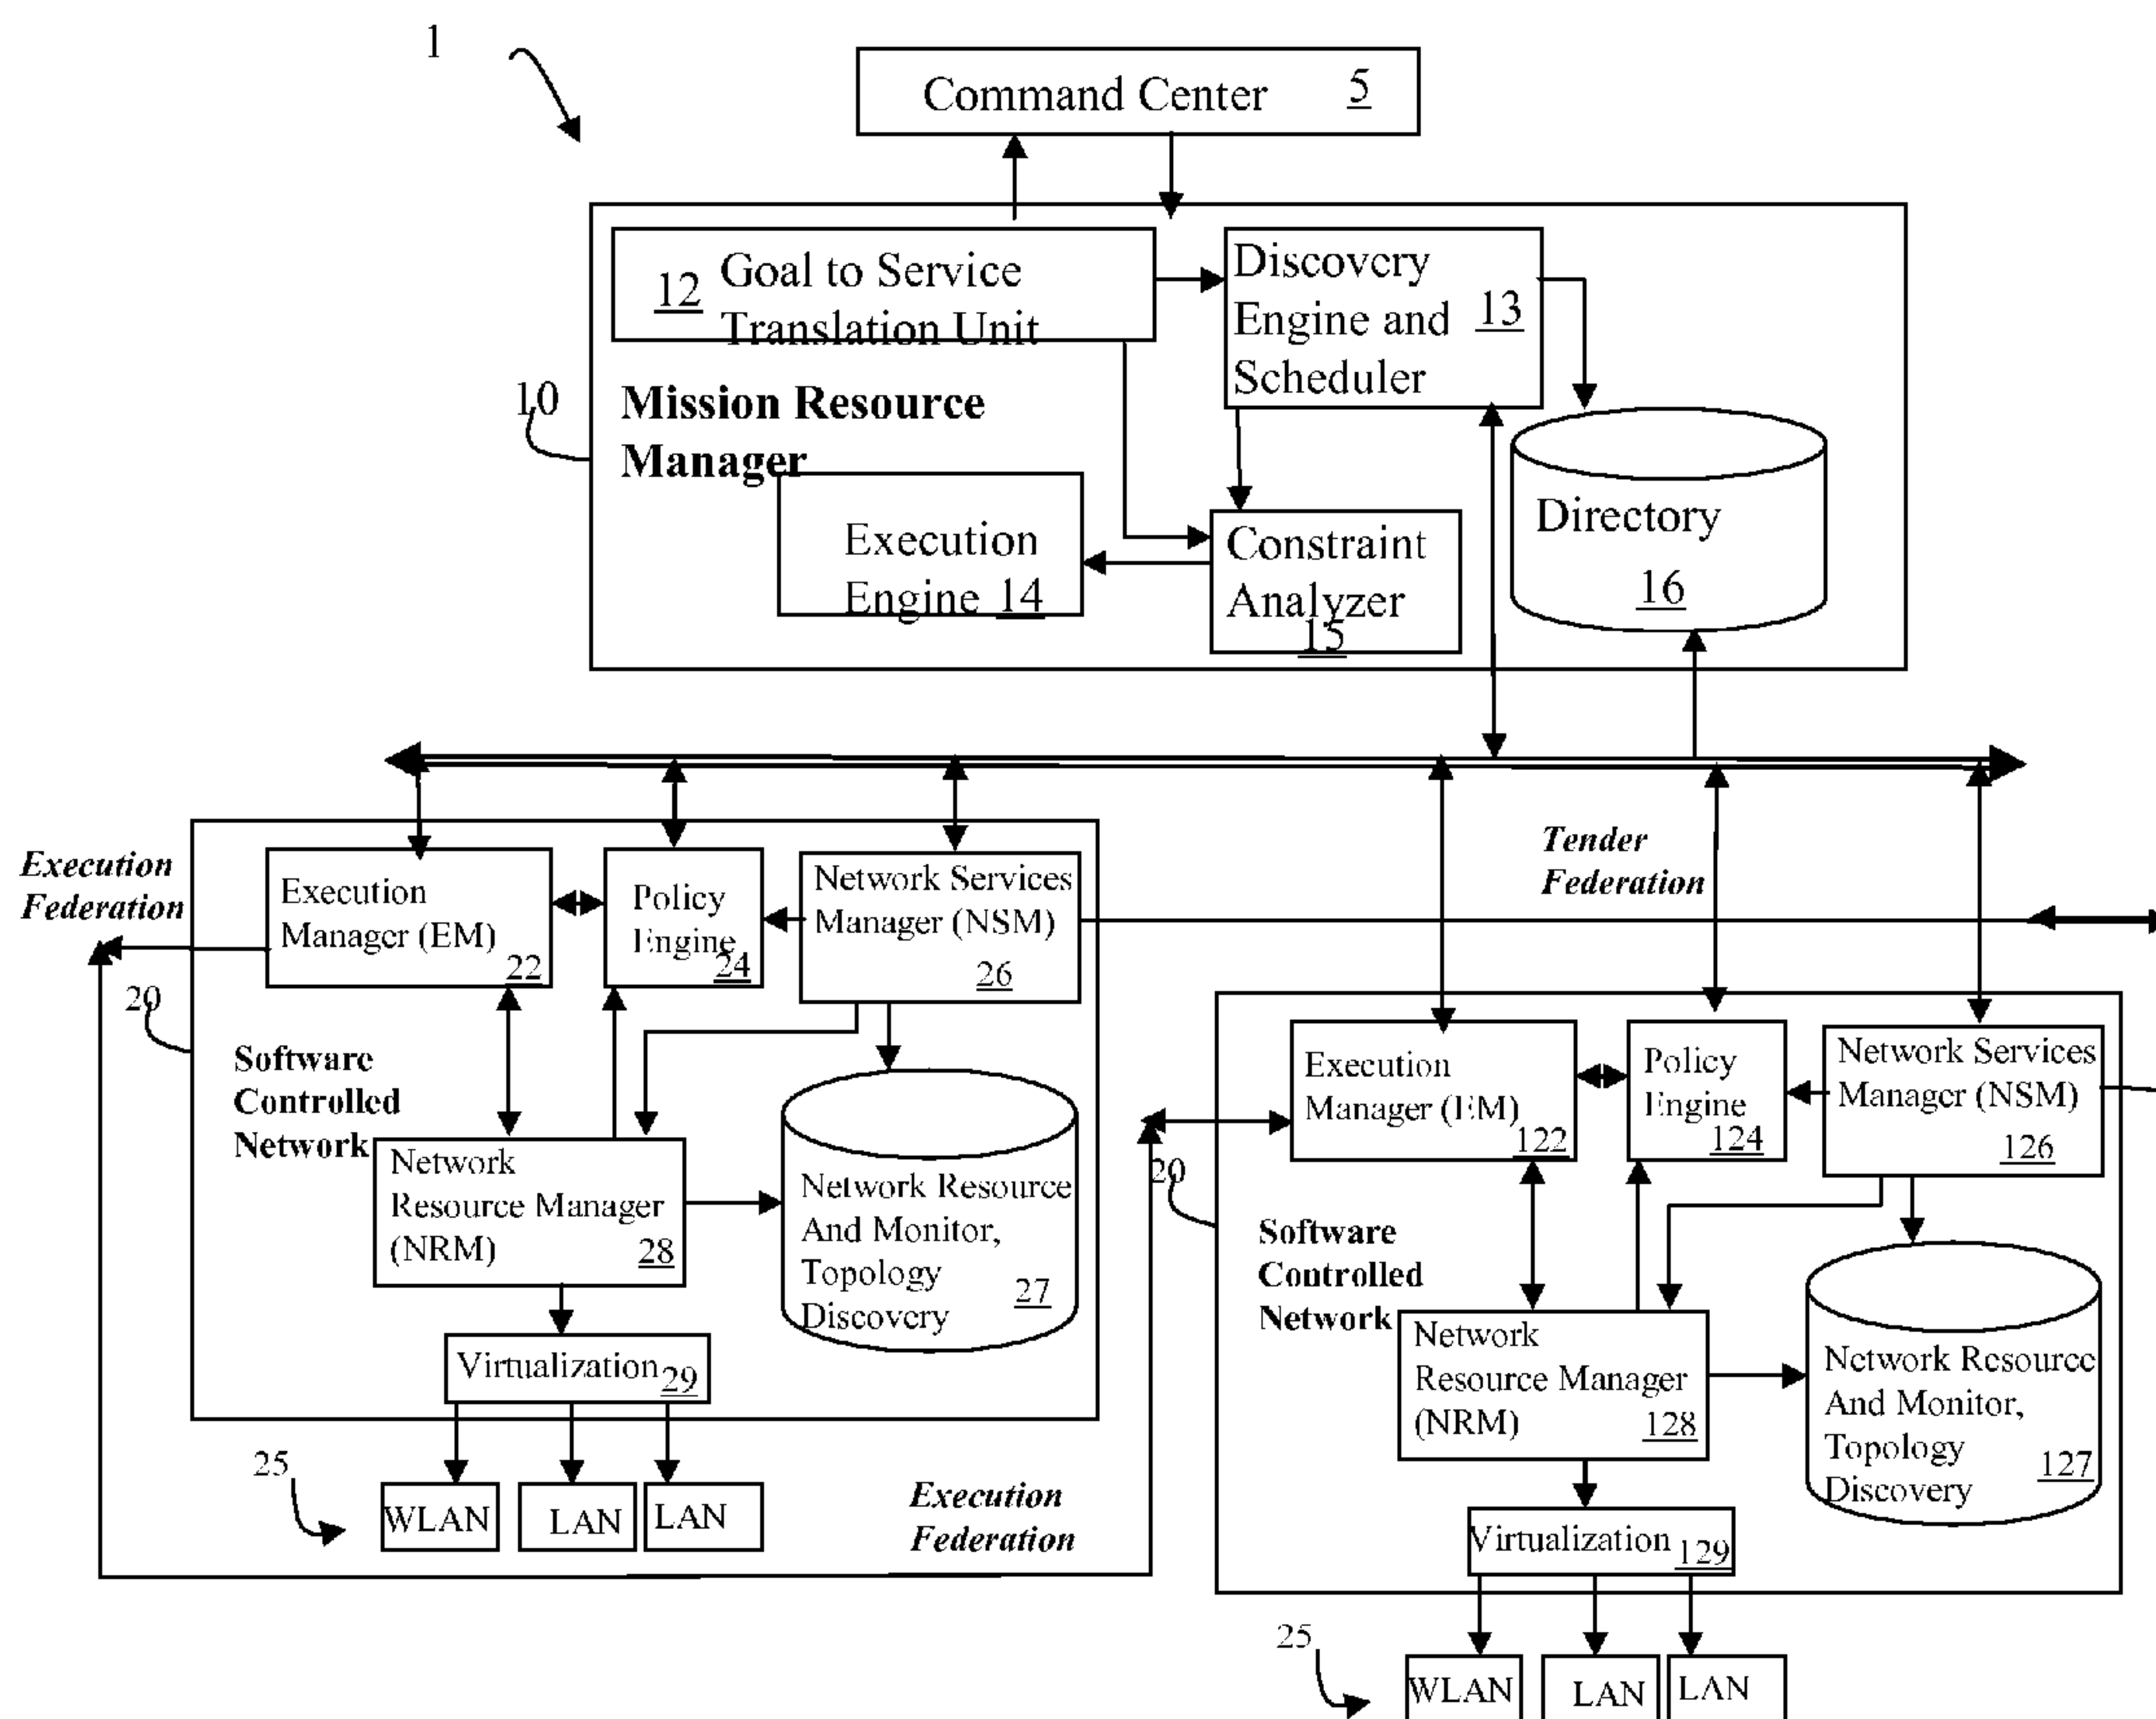 1
Command Center 5
12 Goal to Service
Translation Unit
Discovery
Engine and 13
Scheduler
10
Mission Resource
Manager
Execution
Engine 14
Constraint
Analyzer
15
Directory
16
Execution
Federation
Tender
Federation
Execution
Manager (EM)
22
Policy
Engine
24
Network Services
Manager (NSM)
26
20
Software
Controlled
Network
Network
Resource Manager
(NRM) 28
Network Resource
And Monitor,
Topology
Discovery
27
Virtualization 29
25
WLAN
LAN
LAN
Execution
Federation
Execution
Manager (EM)
122
Policy
Engine
124
Network Services
Manager (NSM)
126
20
Software
Controlled
Network
Network
Resource Manager
(NRM) 128
Network Resource
And Monitor,
Topology
Discovery
127
Virtualization 129
25
WLAN
LAN
LAN